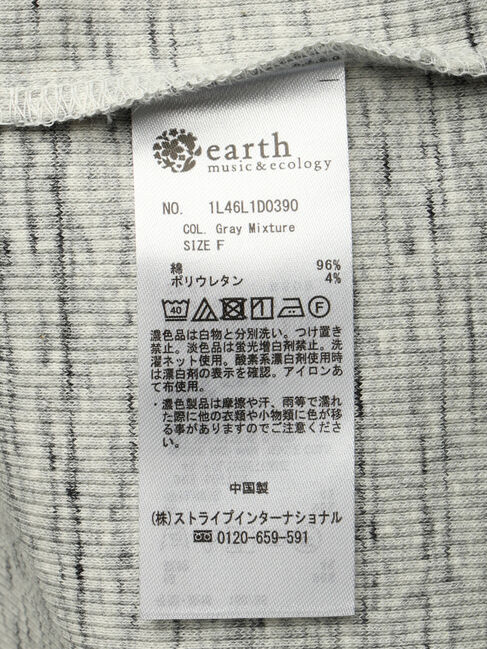 earth
music&ecology
NO. 1L46L1D0390
COL. Gray Mixture
SIZE F
綿 96%
ポリウレタン 4%
40 F
濃色品は白物と分別洗い。つけ置き
禁止。淡色品は蛍光増白剤禁止。洗
濯ネット使用。酸素系漂白剤使用時
は漂白剤の表示を確認。アイロンあ
て布使用。
・濃色製品は摩擦や汗、雨等で濡れ
た際に他の衣類や小物類に色が移
る事がありますのでご注意くださ
い。
中国製
(株)ストライプインターナショナル
0120-659-591